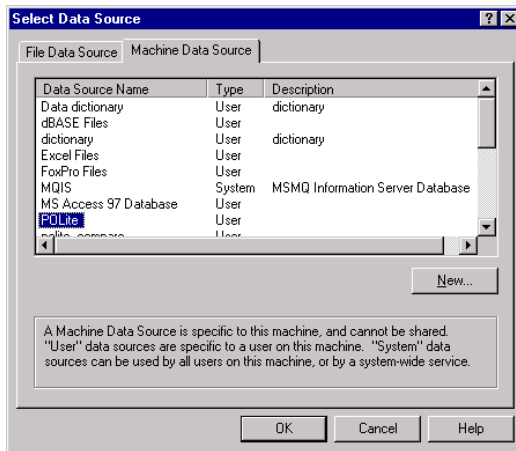 Select Data Source
File Data Source Machine Data Source
Data Source Name Type Description
Data dictionary User dictionary
dBASE Files User
dictionary User dictionary
Excel Files User
FoxPro Files User
MQIS System MSMQ Information Server Database
MS Access 97 Database User
POLite User
polite_compare User
New...
A Machine Data Source is specific to this machine, and cannot be shared.
"User" data sources are specific to a user on this machine. "System" data
sources can be used by all users on this machine, or by a system-wide service.
OK Cancel Help